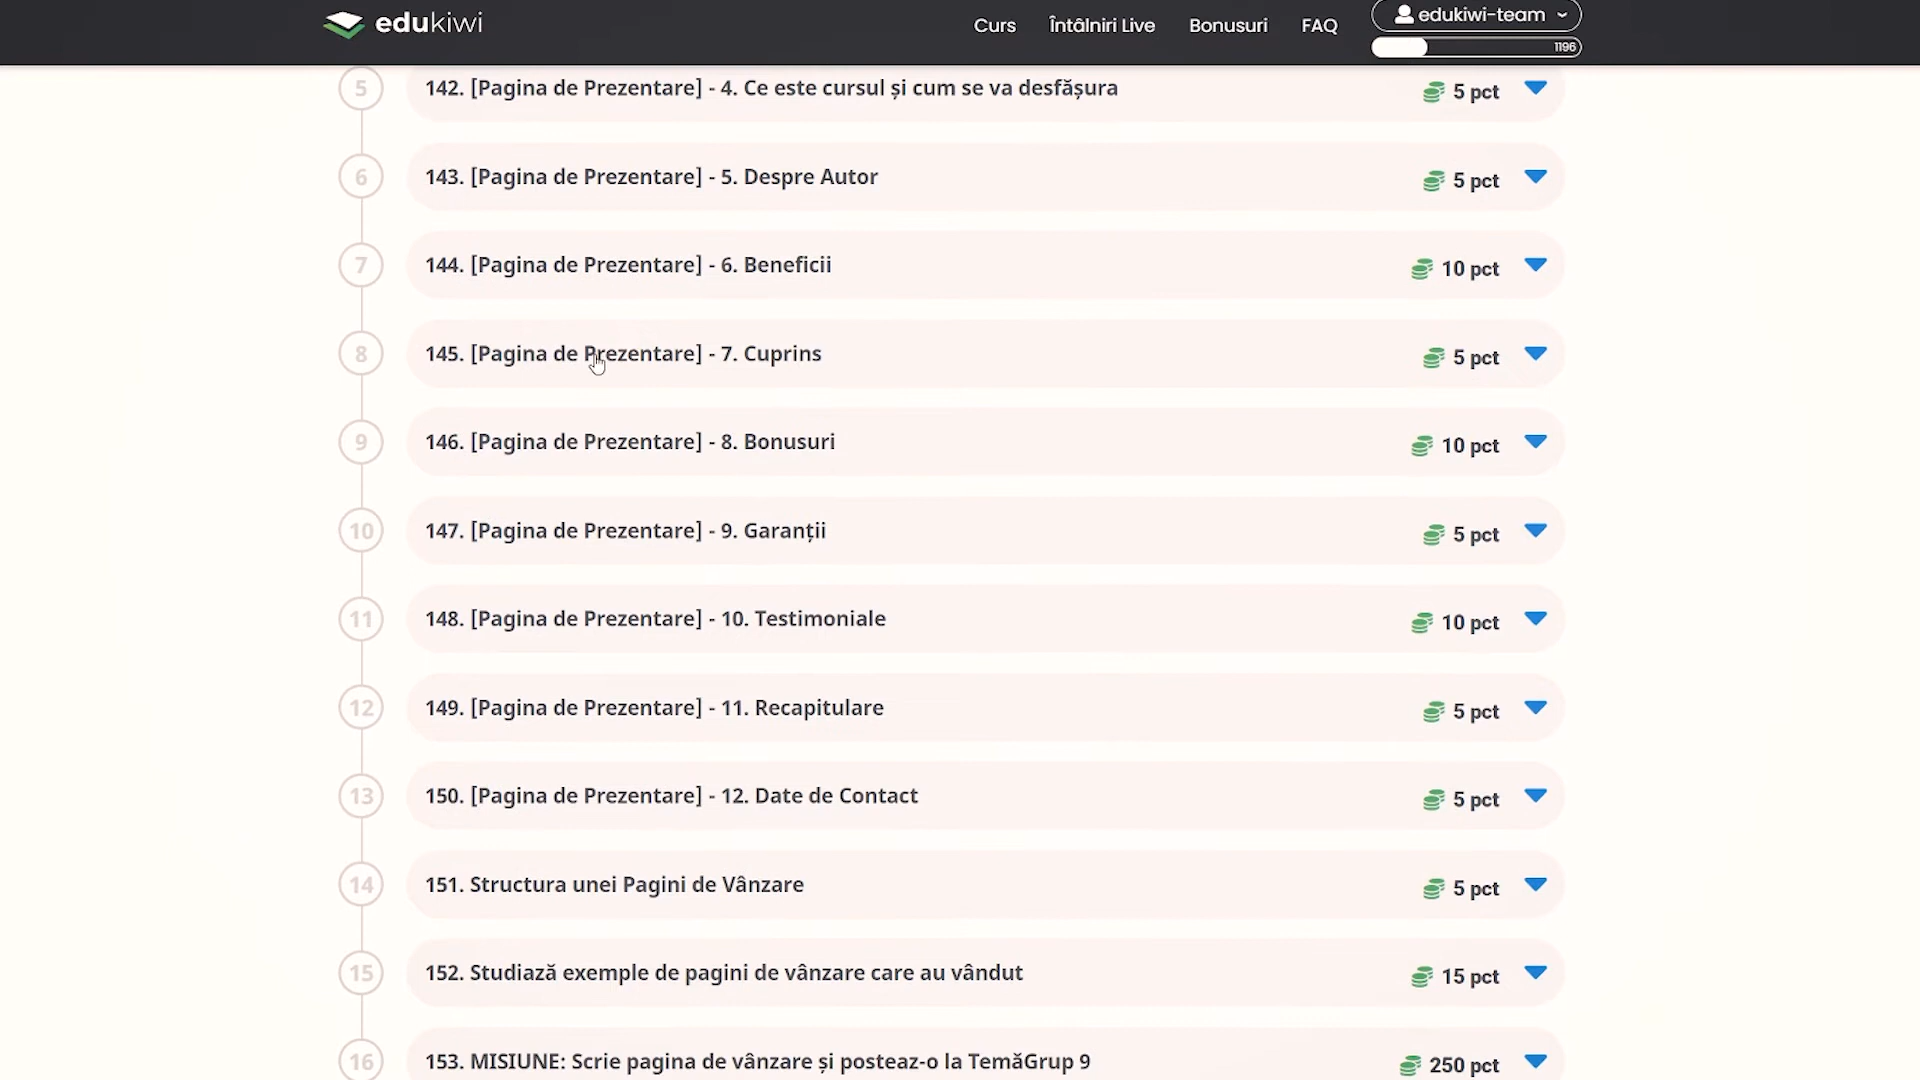 edukiwi
Curs
Întâlniri Live
Bonusuri
FAQ
edukiwi-team
1196
5
142. [Pagina de Prezentare] - 4. Ce este cursul și cum se va desfășura
5 pct
6
143. [Pagina de Prezentare] - 5. Despre Autor
5 pct
7
144. [Pagina de Prezentare] - 6. Beneficii
10 pct
8
145. [Pagina de Prezentare] - 7. Cuprins
5 pct
9
146. [Pagina de Prezentare] - 8. Bonusuri
10 pct
10
147. [Pagina de Prezentare] - 9. Garanții
5 pct
11
148. [Pagina de Prezentare] - 10. Testimoniale
10 pct
12
149. [Pagina de Prezentare] - 11. Recapitulare
5 pct
13
150. [Pagina de Prezentare] - 12. Date de Contact
5 pct
14
151. Structura unei Pagini de Vânzare
5 pct
15
152. Studiază exemple de pagini de vânzare care au vândut
15 pct
16
153. MISIUNE: Scrie pagina de vânzare și posteaz-o la TemăGrup 9
250 pct